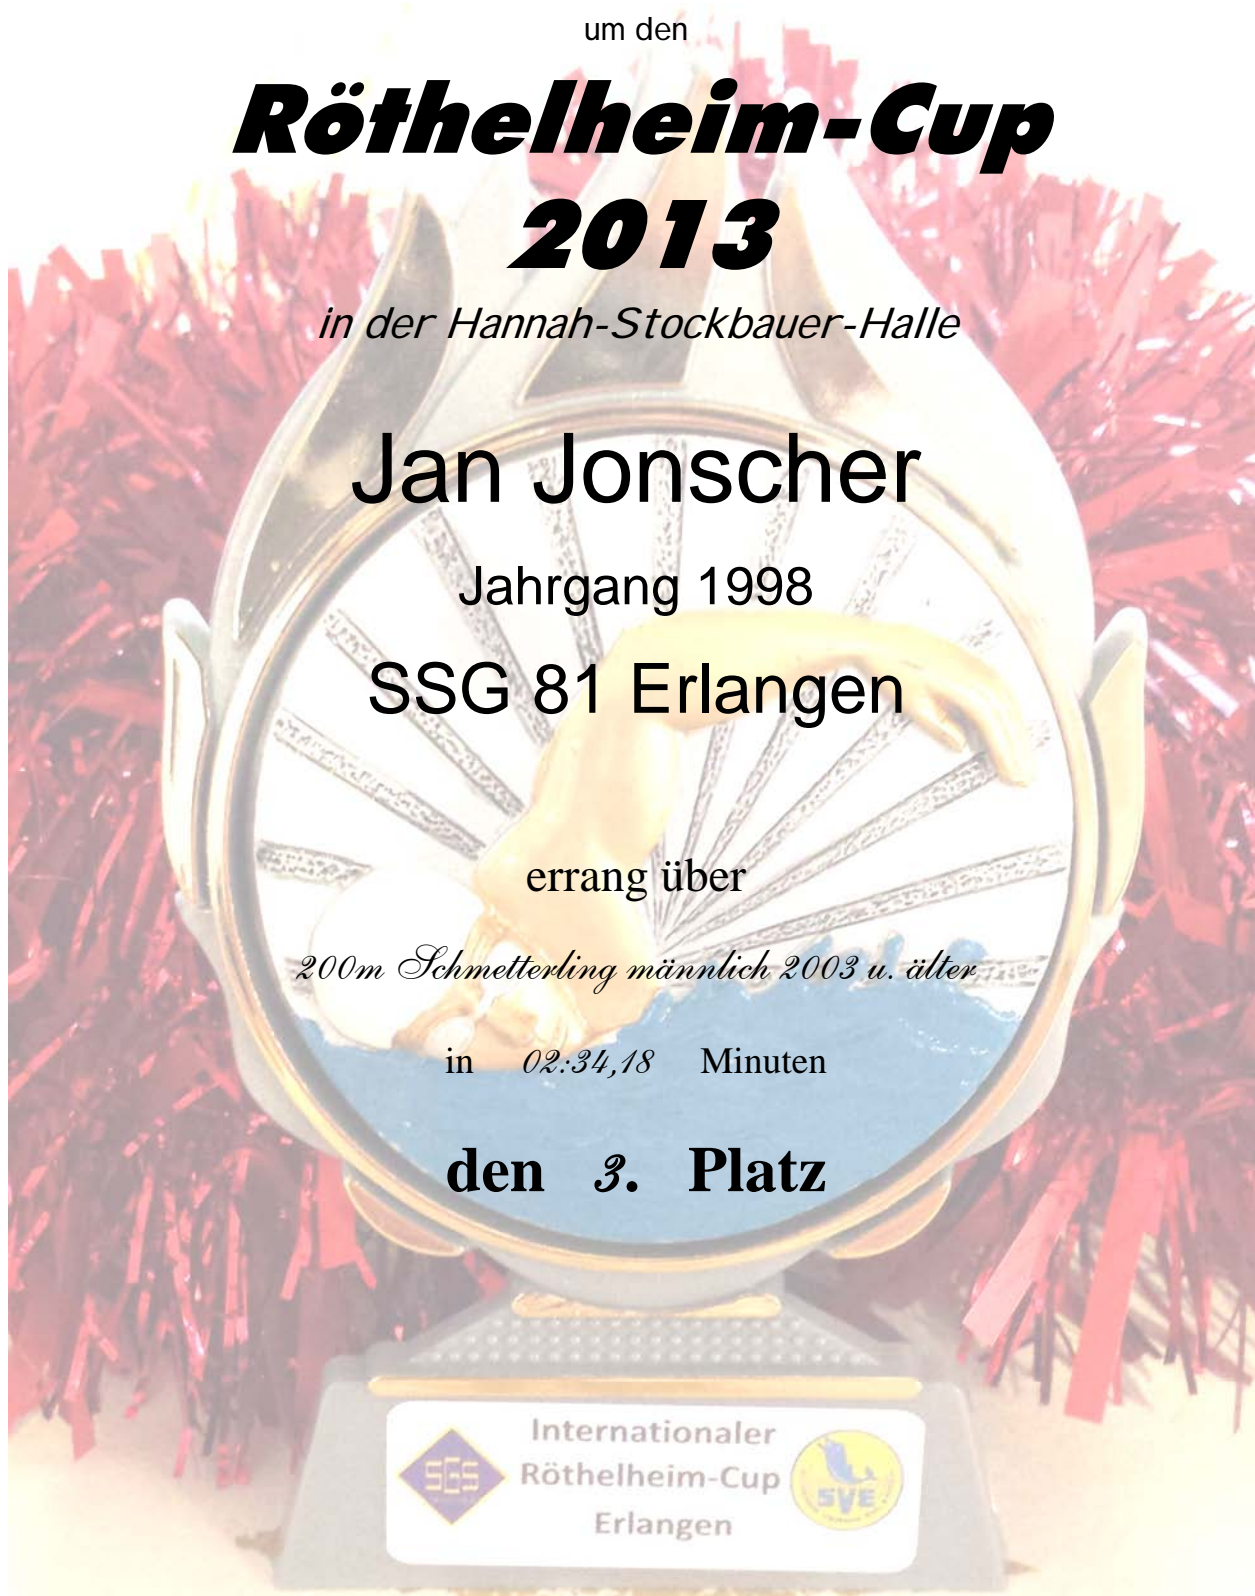 um den
Röthelheim-Cup
2013
in der Hannah-Stockbauer-Halle
Jan Jonscher
Jahrgang 1998
SSG 81 Erlangen
errang über
200m Schmetterling männlich 2003 u. älter
in 02:34,18 Minuten
den 3. Platz
Internationaler
Röthelheim-Cup
Erlangen
SGS
SVE